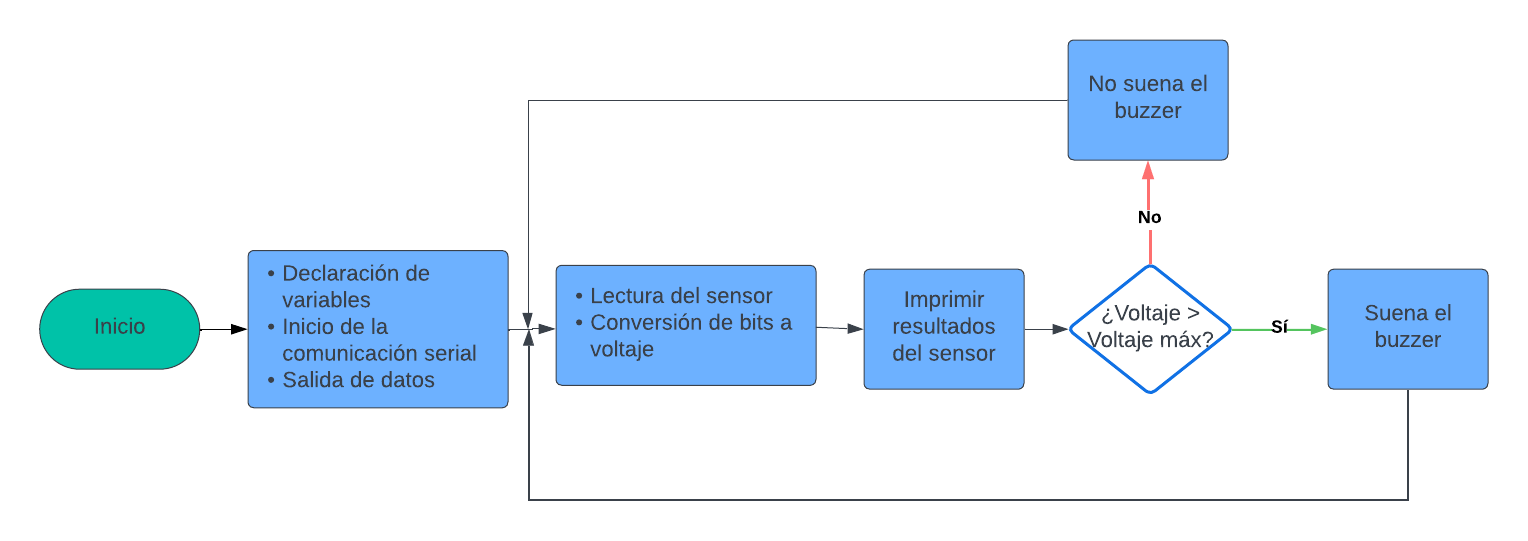 Inicio
• Declaración de
variables
• Inicio de la
comunicación serial
• Salida de datos
• Lectura del sensor
• Conversión de bits a
voltaje
Imprimir
resultados
del sensor
¿Voltaje >
Voltaje máx?
No
No suena el
buzzer
Sí
Suena el
buzzer